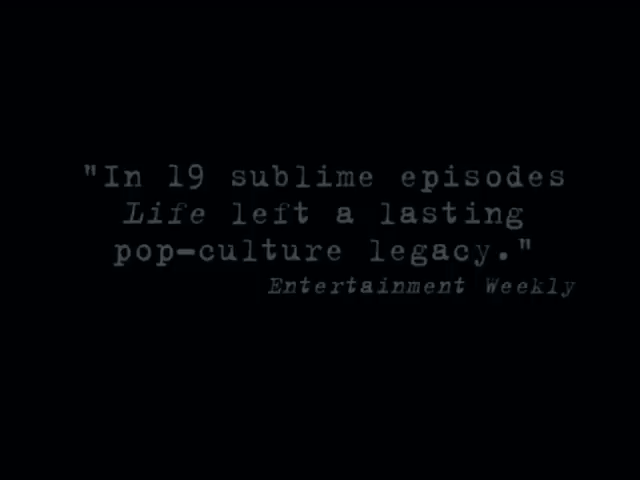 "In 19 sublime episodes
Life left a lasting
pop-culture legacy."
Entertainment Weekly